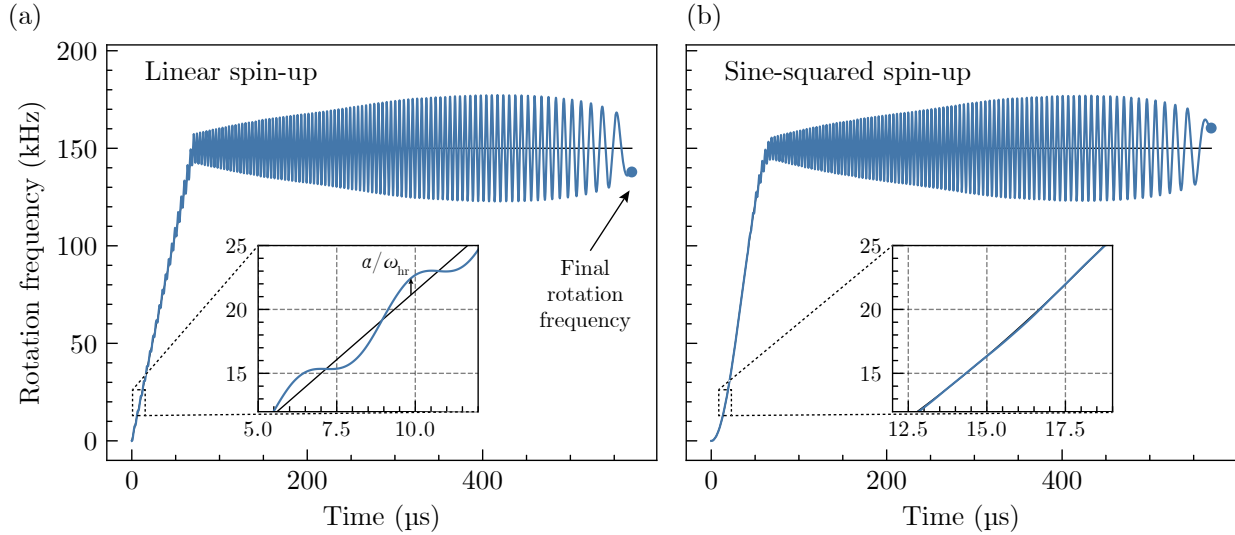 (a)
Linear spin-up
Rotation frequency (kHz)
200
150
100
50
0
0
200
400
Time (µs)
25
20
15
5.0
7.5
10.0
a/ω_hr
Final
rotation
frequency
(b)
Sine-squared spin-up
0
200
400
Time (µs)
25
20
15
12.5
15.0
17.5